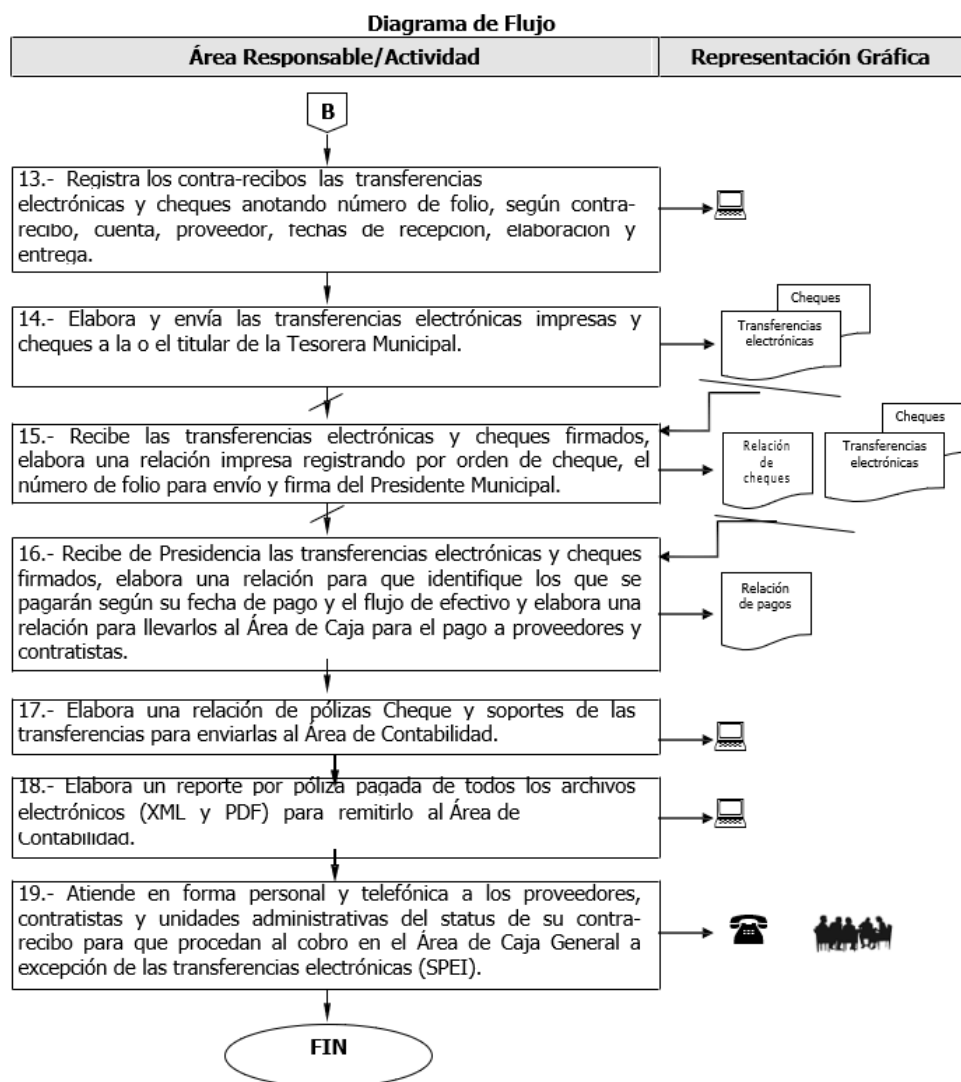 Diagrama de Flujo
Área Responsable/Actividad
Representación Gráfica
B
13.- Registra los contra-recibos las transferencias
electrónicas y cheques anotando número de folio, según contra-
recibo, cuenta, proveedor, fechas de recepción, elaboración y
entrega.
14.- Elabora y envía las transferencias electrónicas impresas y
cheques a la o el titular de la Tesorera Municipal.
Cheques
Transferencias
electrónicas
15.- Recibe las transferencias electrónicas y cheques firmados,
elabora una relación impresa registrando por orden de cheque, el
número de folio para envío y firma del Presidente Municipal.
Relación
de
cheques
Cheques
Transferencias
electrónicas
16.- Recibe de Presidencia las transferencias electrónicas y cheques
firmados, elabora una relación para que identifique los que se
pagarán según su fecha de pago y el flujo de efectivo y elabora una
relación para llevarlos al Área de Caja para el pago a proveedores y
contratistas.
Relación
de pagos
17.- Elabora una relación de pólizas Cheque y soportes de las
transferencias para enviarlas al Área de Contabilidad.
18.- Elabora un reporte por póliza pagada de todos los archivos
electrónicos (XML y PDF) para remitirlo al Área de
Contabilidad.
19.- Atiende en forma personal y telefónica a los proveedores,
contratistas y unidades administrativas del status de su contra-
recibo para que procedan al cobro en el Área de Caja General a
excepción de las transferencias electrónicas (SPEI).
FIN